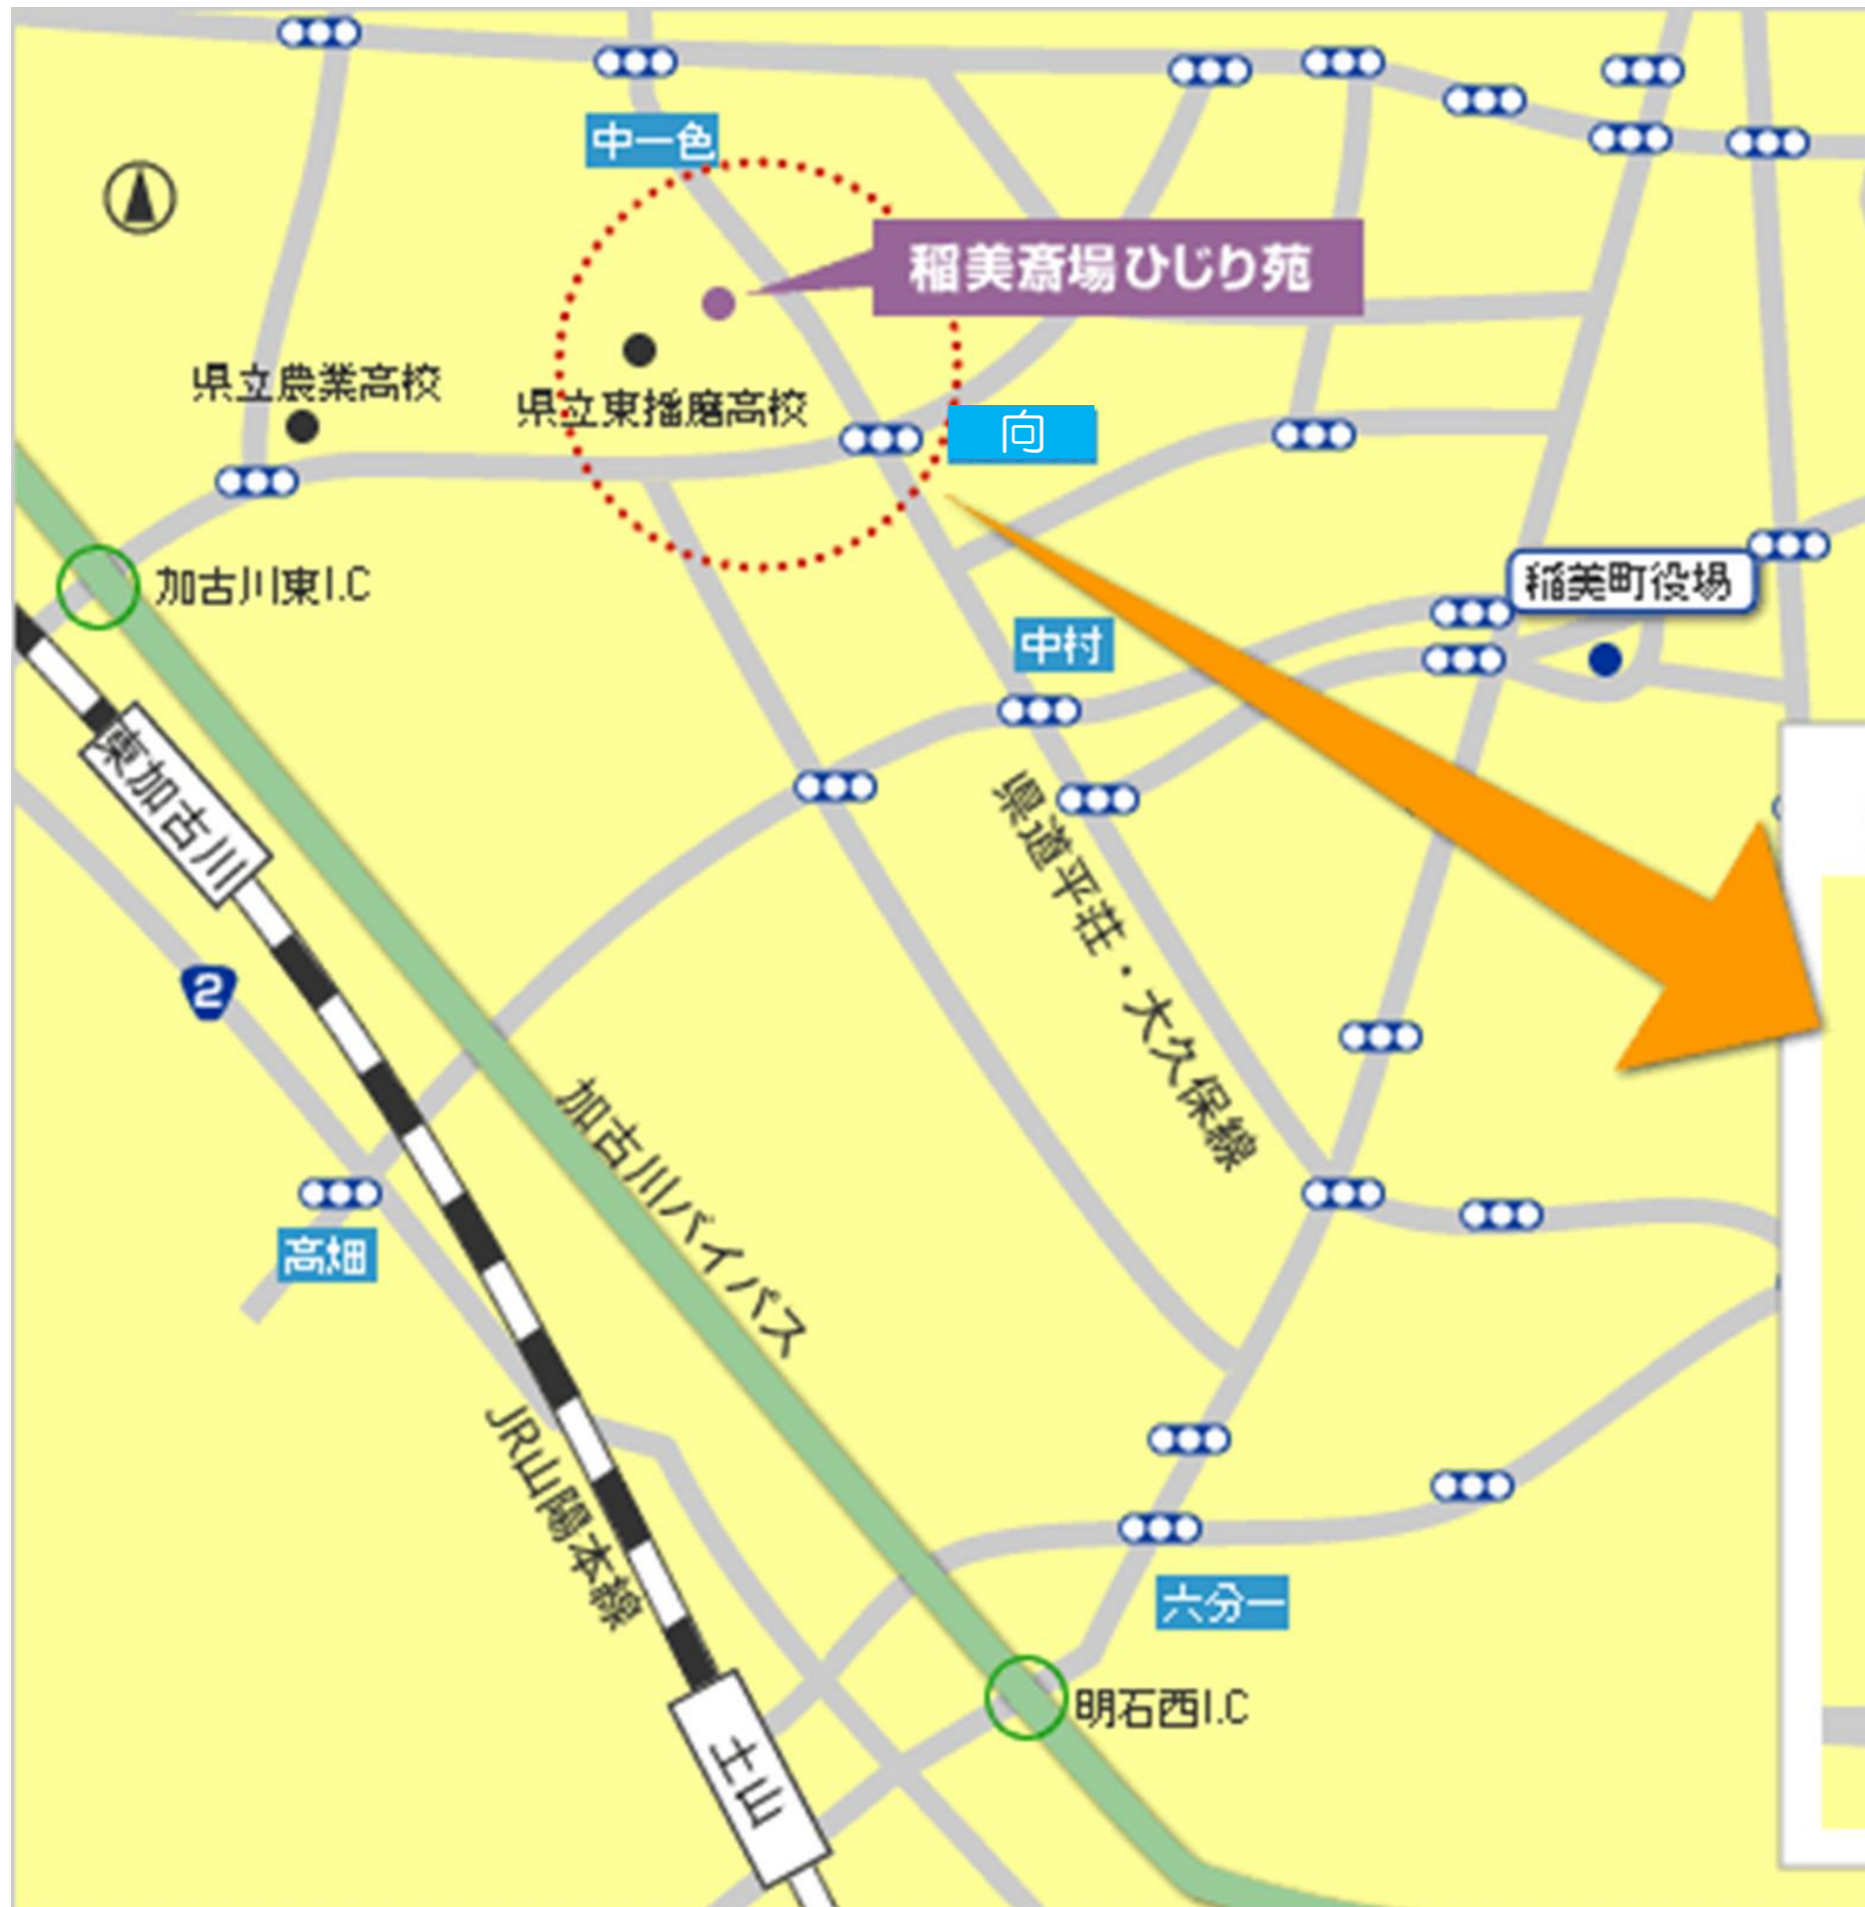 中一色
稲美斎場ひじり苑
県立農業高校
県立東播磨高校
向
加古川東I.C
稲美町役場
中村
東加古川
県道平荘・大久保線
2
加古川バイパス
高畑
JR山陽本線
六分一
明石西I.C
土山